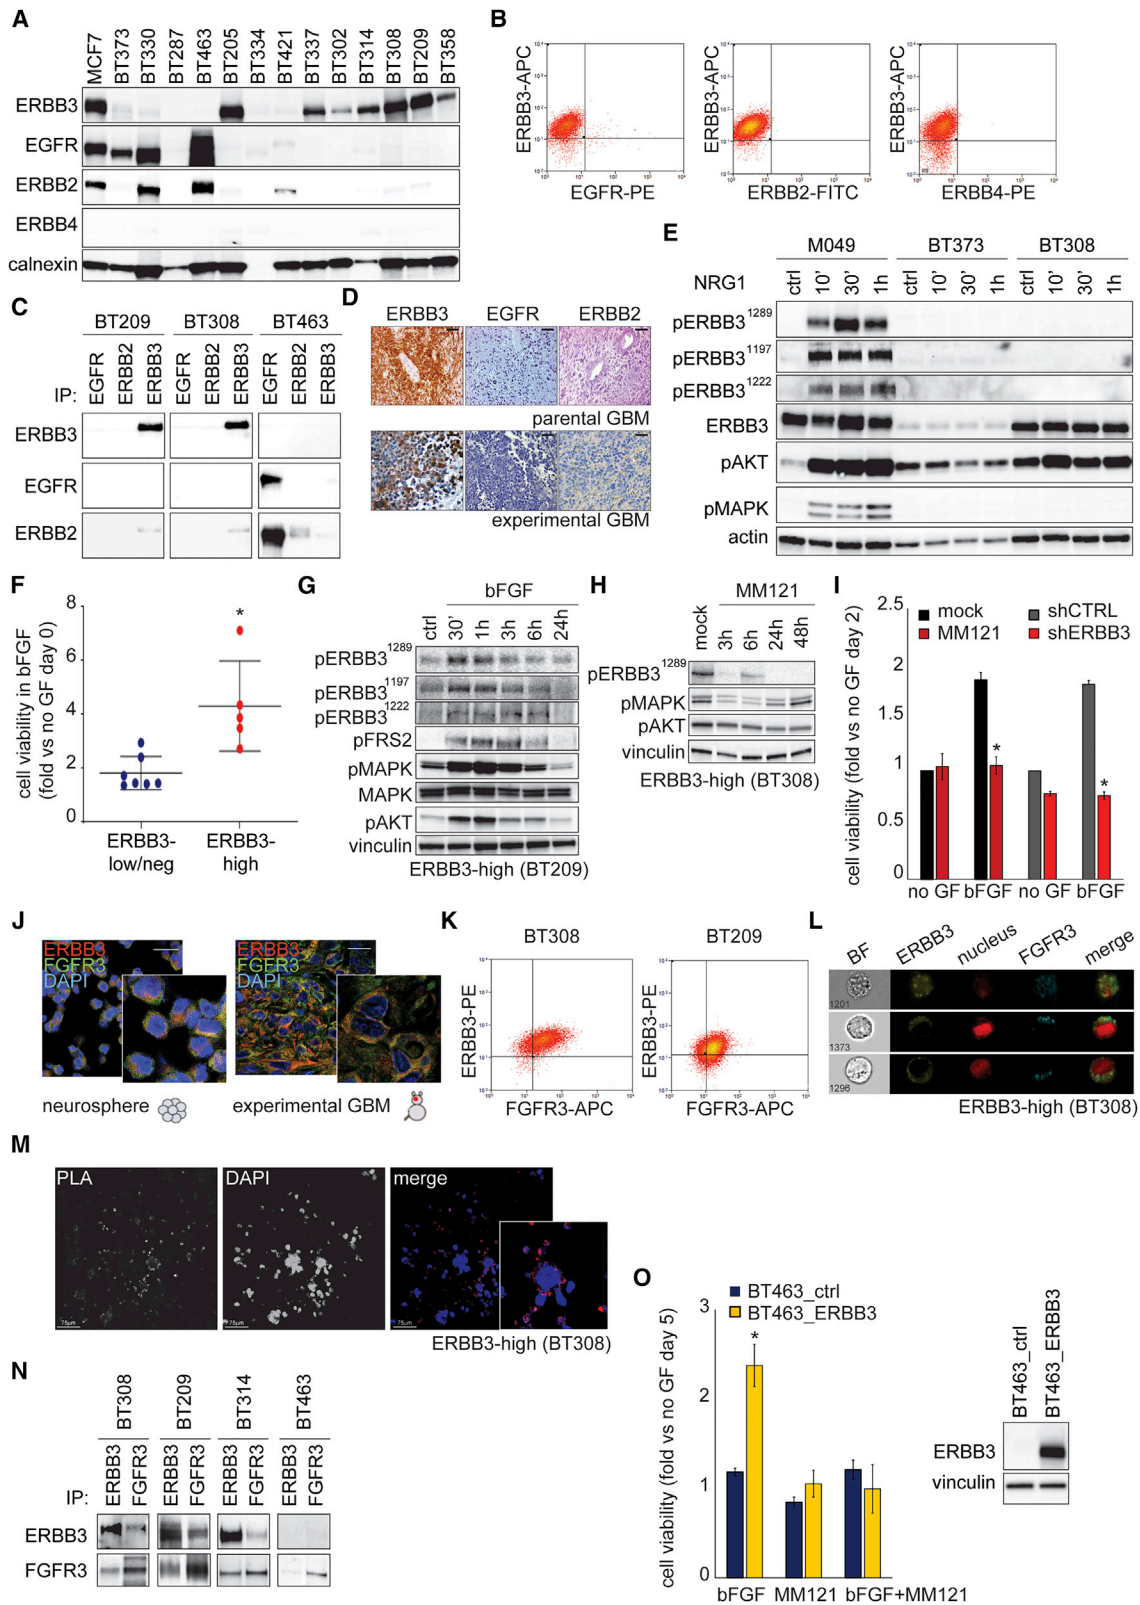 A
MCF7
BT373
BT330
BT287
BT463
BT205
BT334
BT421
BT337
BT302
BT314
BT308
BT209
BT358
ERBB3
EGFR
ERBB2
ERBB4
calnexin
B
ERBB3-APC
EGFR-PE
ERBB3-APC
ERBB2-FITC
ERBB3-APC
ERBB4-PE
C
BT209 BT308 BT463
IP: EGFR ERBB2 ERBB3 EGFR ERBB2 ERBB3 EGFR ERBB2 ERBB3
ERBB3
EGFR
ERBB2
D
ERBB3 EGFR ERBB2
parental GBM
experimental GBM
E
M049 BT373 BT308
NRG1 ctrl 10' 30' 1h ctrl 10' 30' 1h ctrl 10' 30' 1h
pERBB3 1289
pERBB3 1197
pERBB3 1222
ERBB3
pAKT
pMAPK
actin
F
cell viability in bFGF
(fold vs no GF day 0)
8
6
4
2
0
*
ERBB3-
low/neg
ERBB3-
high
G
bFGF
ctrl 30' 1h 3h 6h 24h
pERBB3 1289
pERBB3 1197
pERBB3 1222
pFRS2
pMAPK
MAPK
pAKT
vinculin
ERBB3-high (BT209)
H
MM121
mock 3h 6h 24h 48h
pERBB3 1289
pMAPK
pAKT
vinculin
ERBB3-high (BT308)
I
cell viability (fold vs no GF day 2)
2.5
2
1.5
1
0.5
0
mock
MM121
shCTRL
shERBB3
*
*
no GF bFGF no GF bFGF
J
ERBB3
FGFR3
DAPI
neurosphere
ERBB3
FGFR3
DAPI
experimental GBM
K
BT308
ERBB3-PE
FGFR3-APC
BT209
ERBB3-PE
FGFR3-APC
L
BF ERBB3 nucleus FGFR3 merge
1201
1373
1296
ERBB3-high (BT308)
M
PLA
75µm
DAPI
75µm
merge
75µm
ERBB3-high (BT308)
N
BT308 BT209 BT314 BT463
IP: ERBB3 FGFR3 ERBB3 FGFR3 ERBB3 FGFR3 ERBB3 FGFR3
ERBB3
FGFR3
O
cell viability (fold vs no GF day 5)
3
2
1
0
BT463_ctrl
BT463_ERBB3
*
bFGF MM121 bFGF+MM121
BT463_ctrl
BT463_ERBB3
ERBB3
vinculin